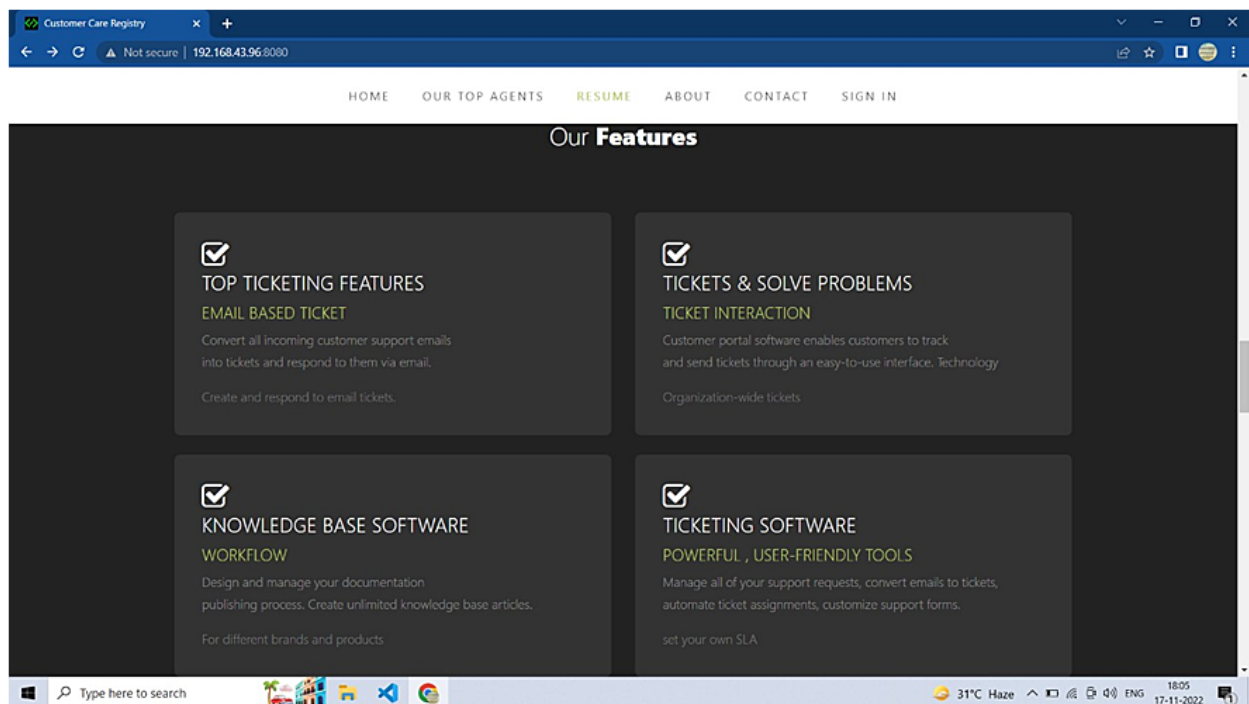 Customer Care Registry
Not secure | 192.168.43.96:8080
HOME OUR TOP AGENTS RESUME ABOUT CONTACT SIGN IN
Our Features
TOP TICKETING FEATURES
EMAIL BASED TICKET
Convert all incoming customer support emails
into tickets and respond to them via email.
Create and respond to email tickets.
TICKETS & SOLVE PROBLEMS
TICKET INTERACTION
Customer portal software enables customers to track
and send tickets through an easy-to-use interface. Technology
Organization-wide tickets
KNOWLEDGE BASE SOFTWARE
WORKFLOW
Design and manage your documentation
publishing process. Create unlimited knowledge base articles.
For different brands and products
TICKETING SOFTWARE
POWERFUL , USER-FRIENDLY TOOLS
Manage all of your support requests, convert emails to tickets,
automate ticket assignments, customize support forms.
set your own SLA
Type here to search
31°C Haze
ENG
18:05
17-11-2022